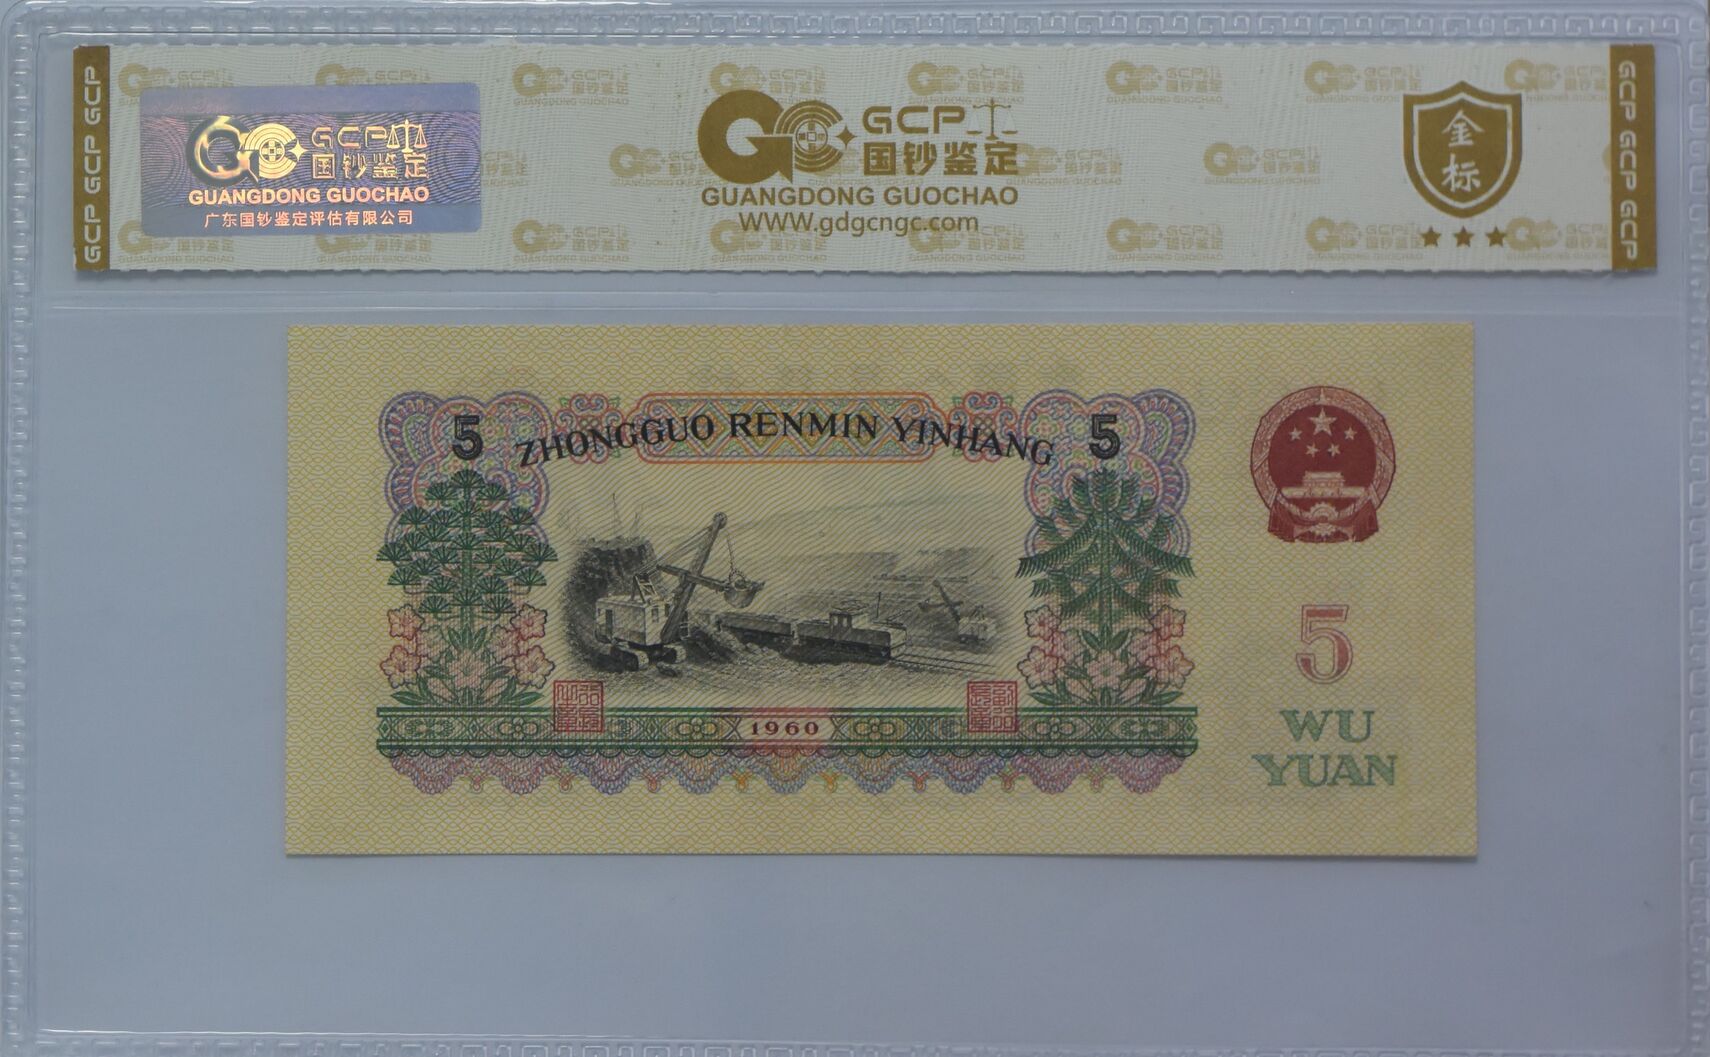 GCP GCP GCP
GCP
国钞鉴定
GUANGDONG GUOCHAO
广东国钞鉴定评估有限公司
GCP
国钞鉴定
GUANGDONG GUOCHAO
www.gdgcngc.com
金标
GCP GCP GCP
5 ZHONGGUO RENMIN YINHANG 5
1960
5
WU
YUAN